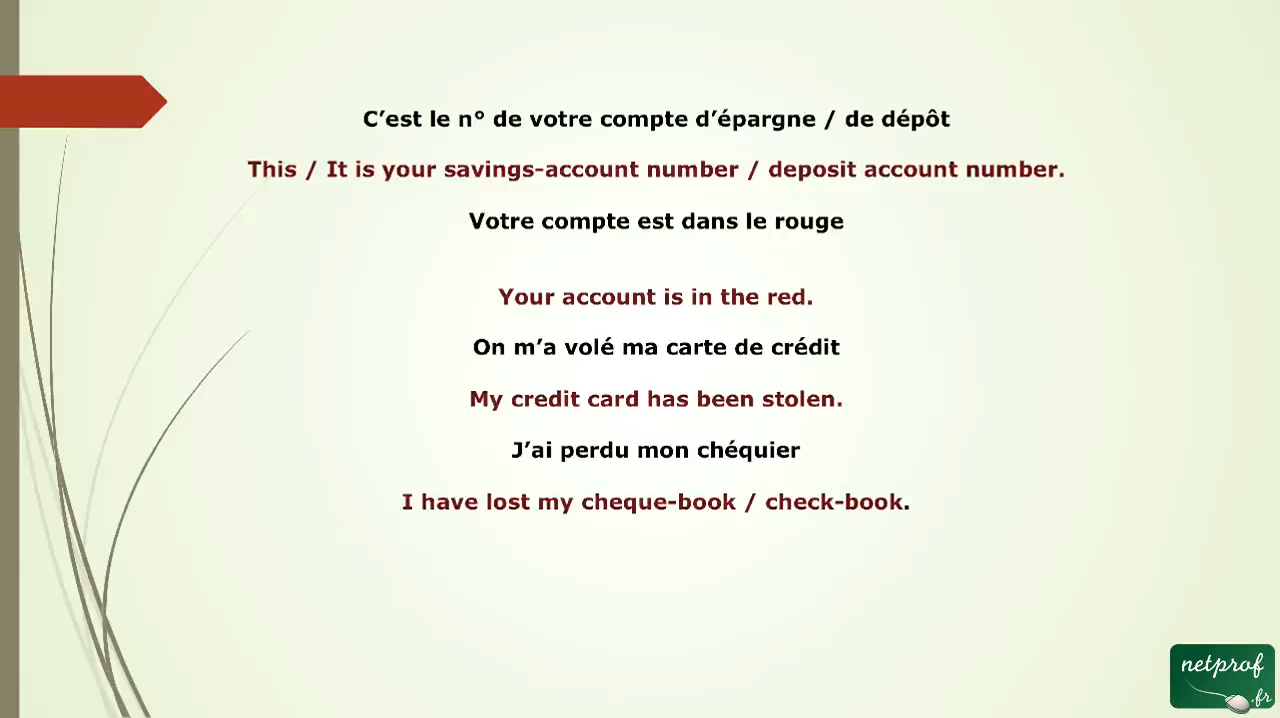 C’est le n° de votre compte d’épargne / de dépôt
This / It is your savings-account number / deposit account number.
Votre compte est dans le rouge
Your account is in the red.
On m’a volé ma carte de crédit
My credit card has been stolen.
J’ai perdu mon chéquier
I have lost my cheque-book / check-book.
netprof
.fr